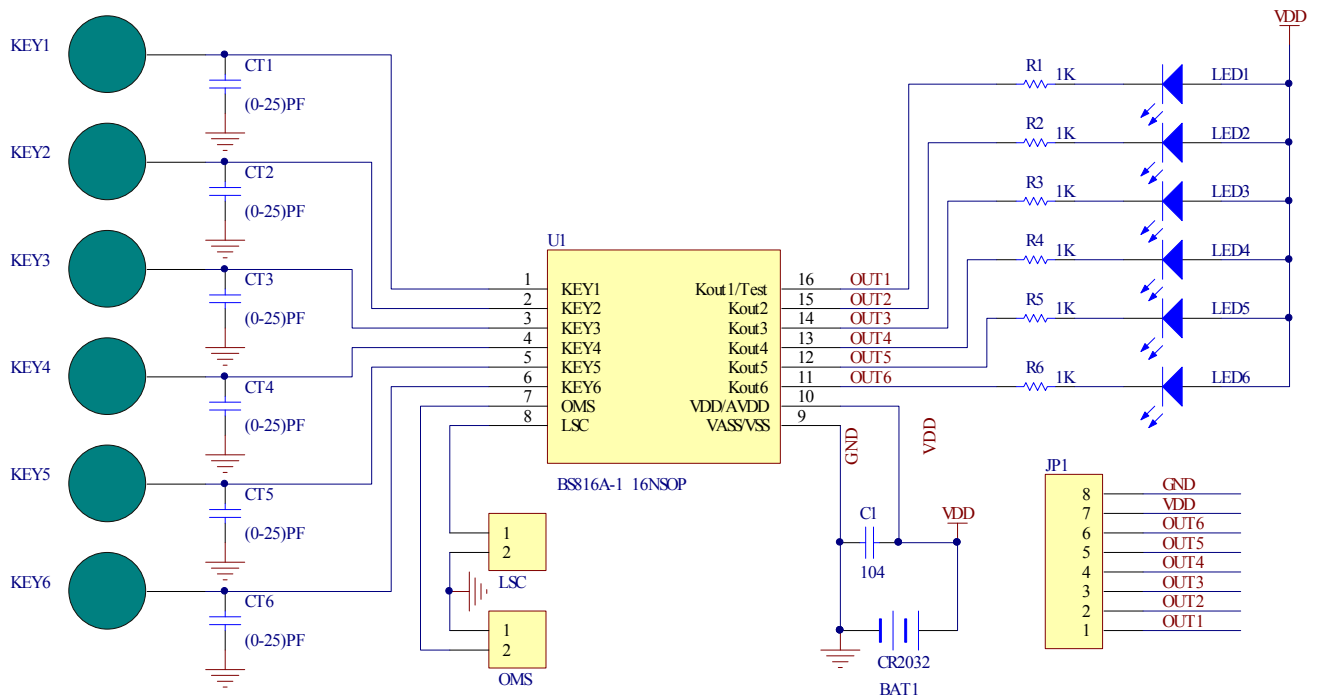 KEY1
CT1
(0-25)PF
KEY2
CT2
(0-25)PF
KEY3
CT3
(0-25)PF
KEY4
CT4
(0-25)PF
KEY5
CT5
(0-25)PF
KEY6
CT6
(0-25)PF
U1
1 KEY1
2 KEY2
3 KEY3
4 KEY4
5 KEY5
6 KEY6
7 OMS
8 LSC
Kout1/Test 16 OUT1
Kout2 15 OUT2
Kout3 14 OUT3
Kout4 13 OUT4
Kout5 12 OUT5
Kout6 11 OUT6
VDD/AVDD 10
VASS/VSS 9
BS816A-1 16NSOP
GND
VDD
1
2
LSC
1
2
OMS
C1
104
VDD
CR2032
BAT1
VDD
R1 1K LED1
R2 1K LED2
R3 1K LED3
R4 1K LED4
R5 1K LED5
R6 1K LED6
JP1
8 GND
7 VDD
6 OUT6
5 OUT5
4 OUT4
3 OUT3
2 OUT2
1 OUT1